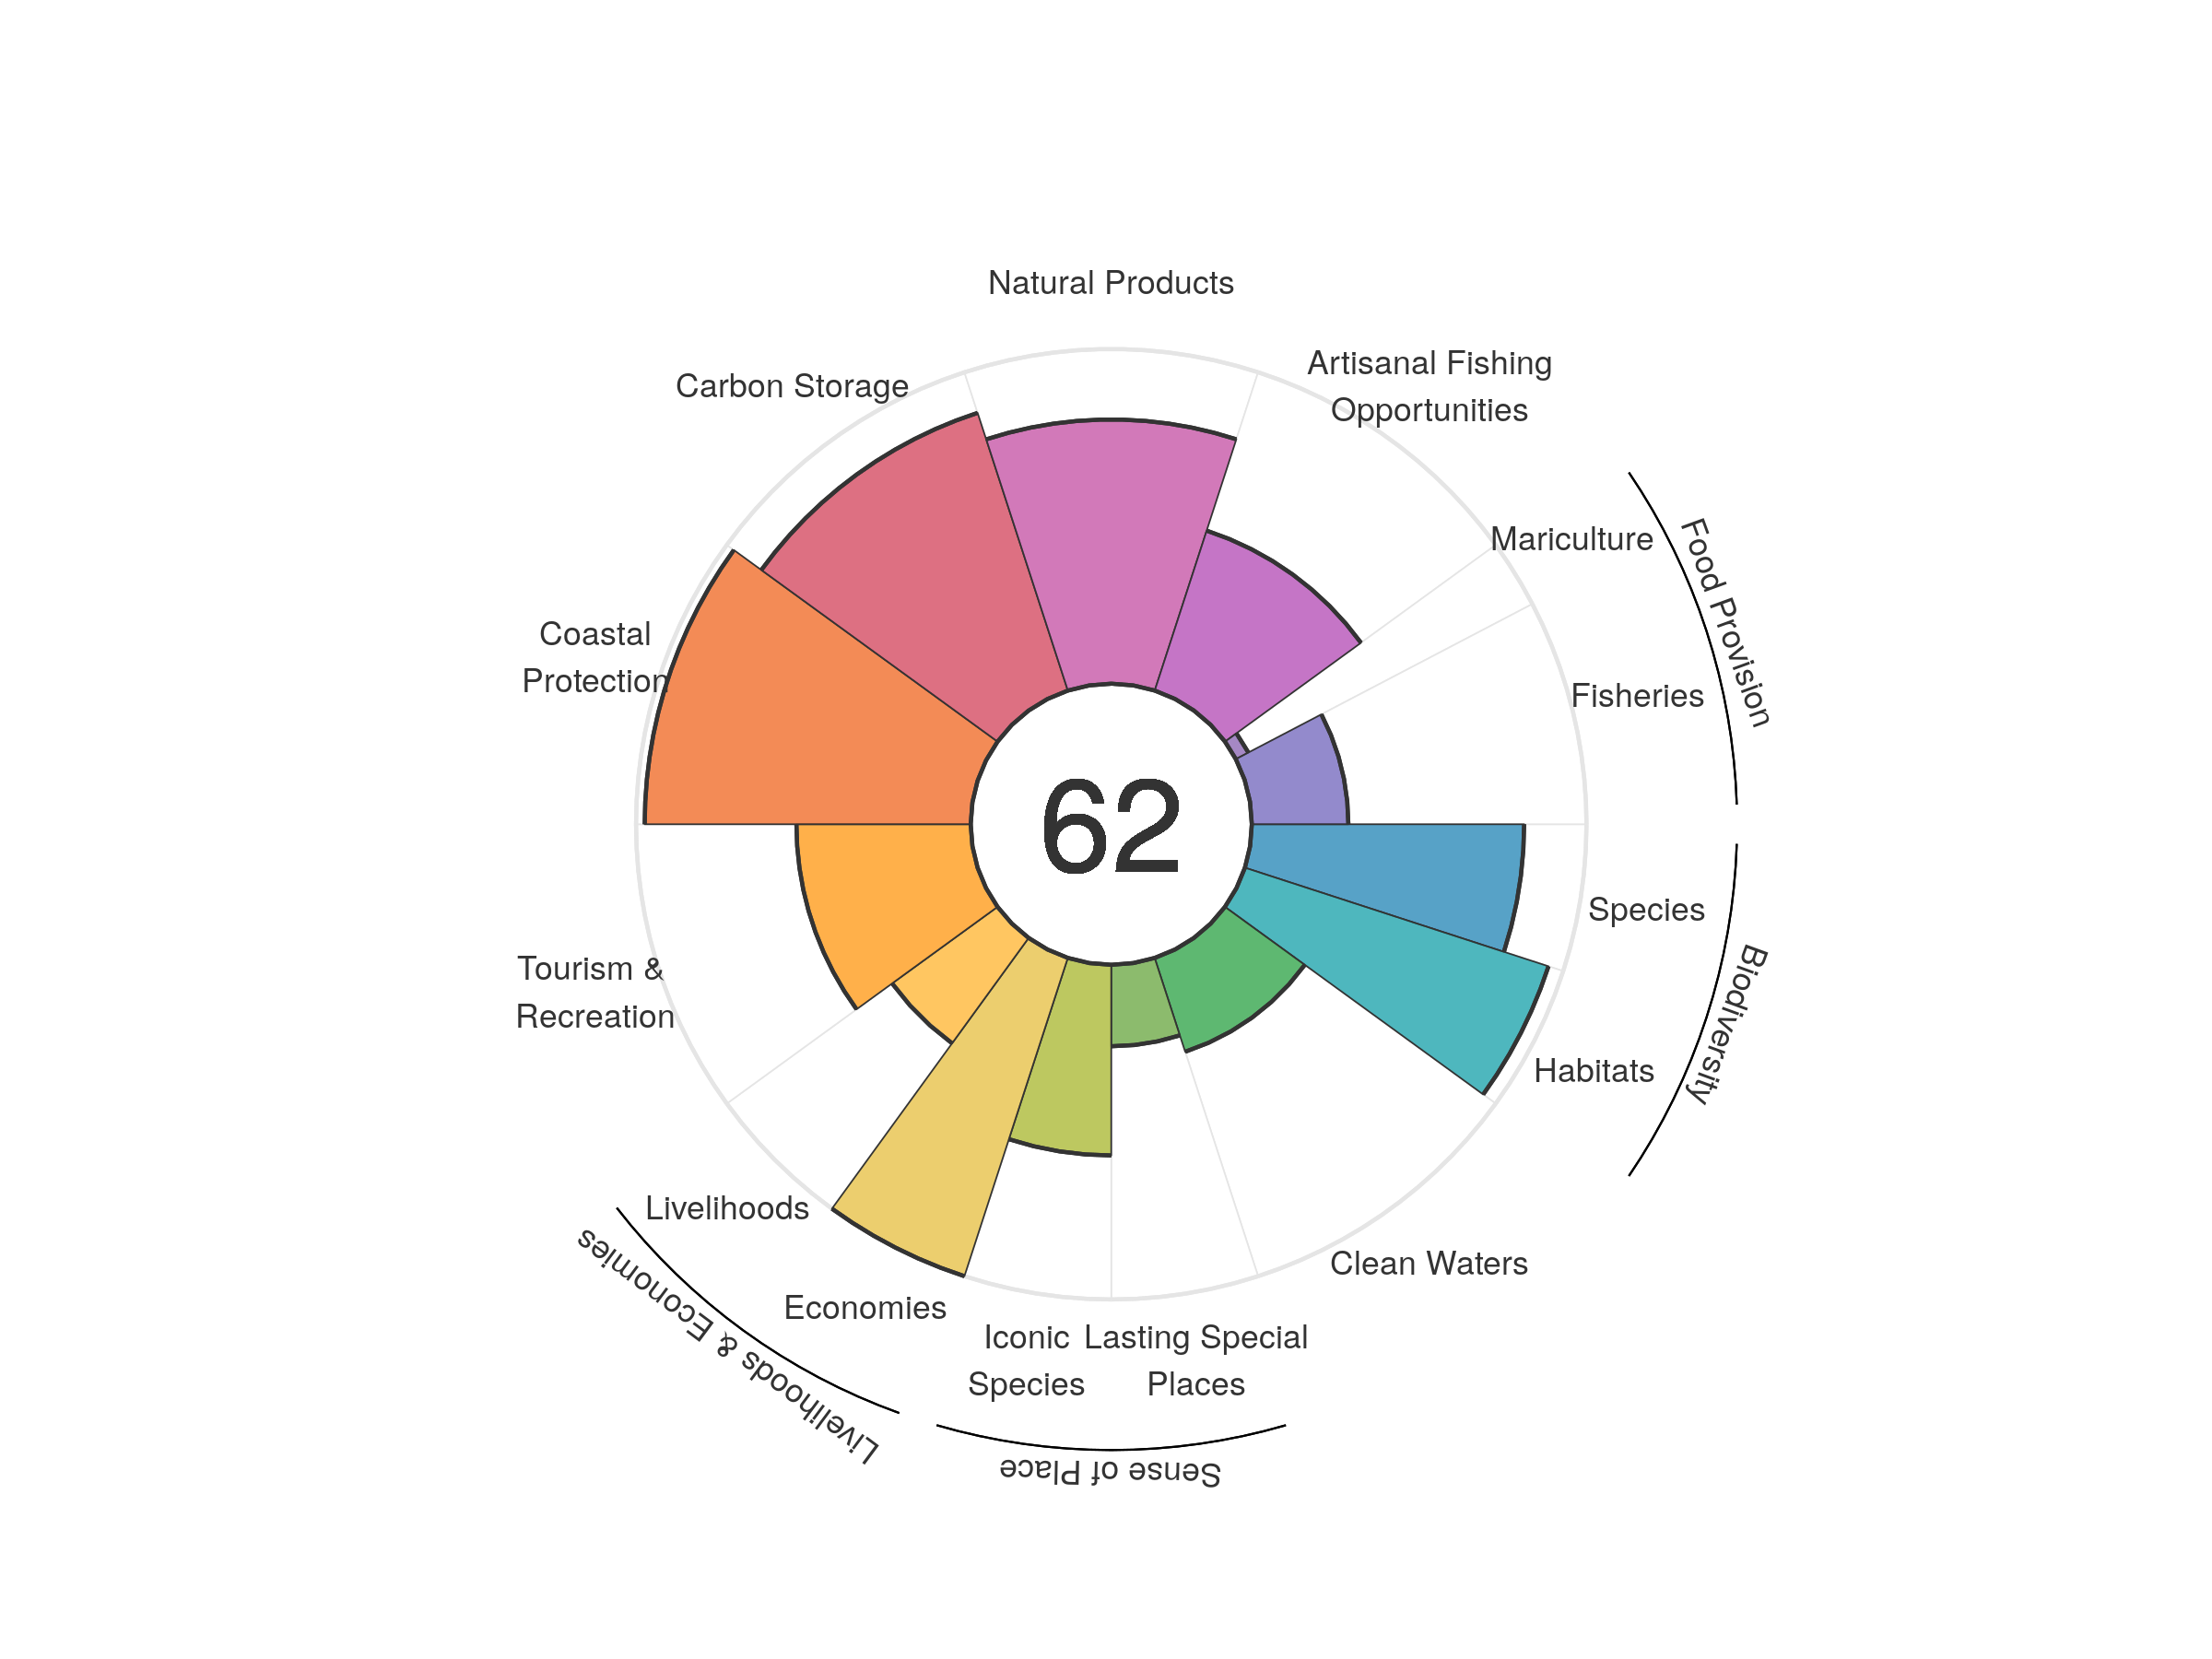 Natural Products
Artisanal Fishing
Opportunities
Carbon Storage
Mariculture
Food Provision
Coastal
Protection
Fisheries
62
Species
Biodiversity
Tourism &
Recreation
Habitats
Livelihoods
Clean Waters
Livelihoods & Economies
Economies
Iconic
Species
Lasting Special
Places
Sense of Place